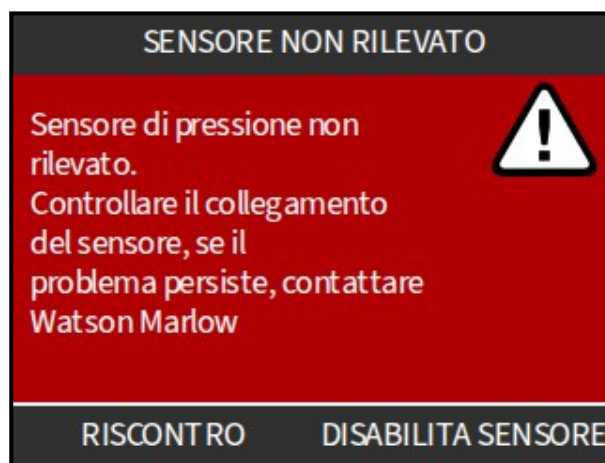 SENSORE NON RILEVATO
Sensore di pressione non
rilevato.
Controllare il collegamento
del sensore, se il
problema persiste, contattare
Watson Marlow
RISCONTRO DISABILITA SENSORE